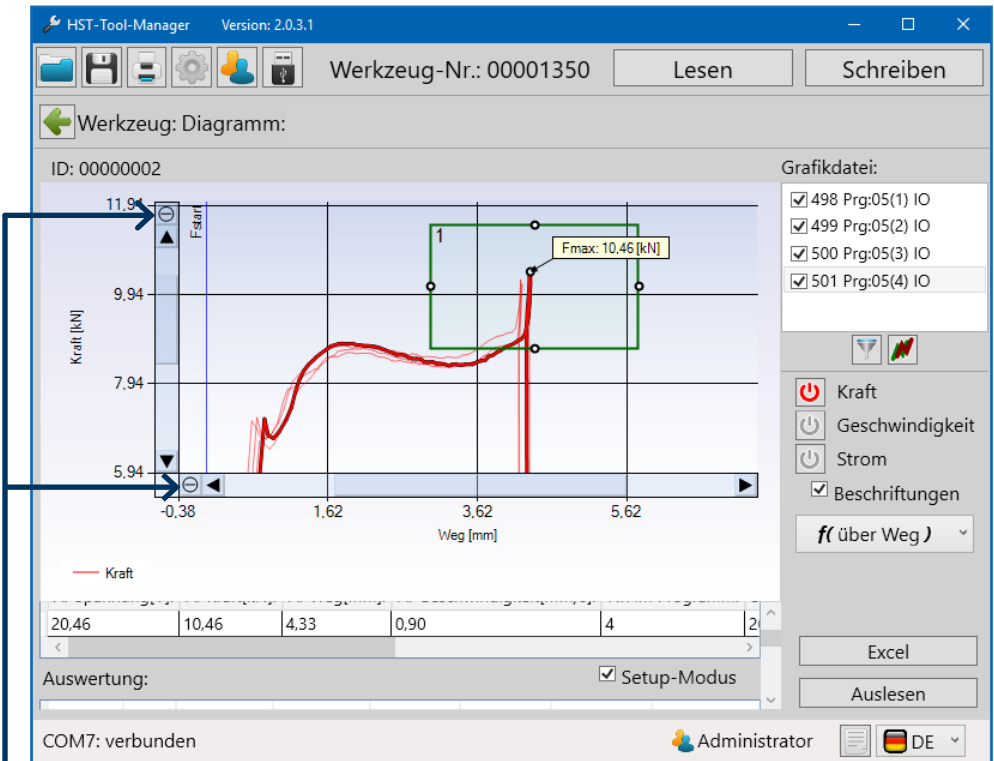 HST-Tool-Manager Version: 2.0.3.1
Werkzeug-Nr.: 00001350
Lesen
Schreiben
Werkzeug: Diagramm:
ID: 00000002
Grafikdatei:
498 Prg:05(1) IO
499 Prg:05(2) IO
500 Prg:05(3) IO
501 Prg:05(4) IO
11,94
9,94
7,94
5,94
Kraft [kN]
Fstart
1
Fmax: 10,46 [kN]
-0,38 1,62 3,62 5,62
Weg [mm]
Kraft
Kraft
Geschwindigkeit
Strom
Beschriftungen
f( über Weg )
20,46 10,46 4,33 0,90 4
Auswertung:
Setup-Modus
Excel
Auslesen
COM7: verbunden
Administrator
DE